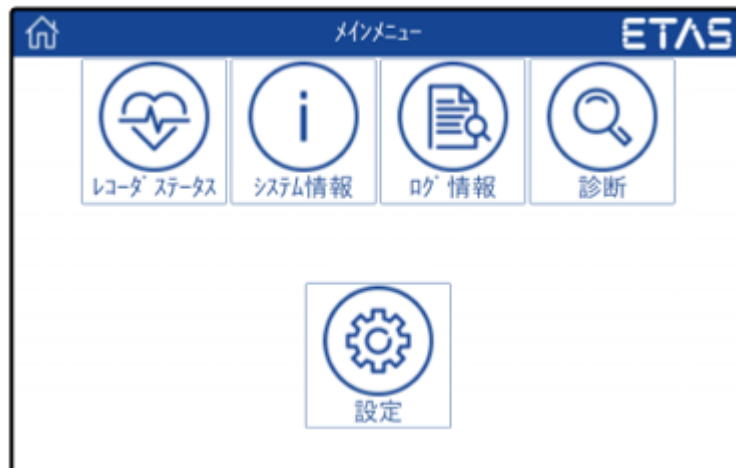 メインメニュー
ETAS
レコーダ ステータス
システム情報
ログ 情報
診断
設定